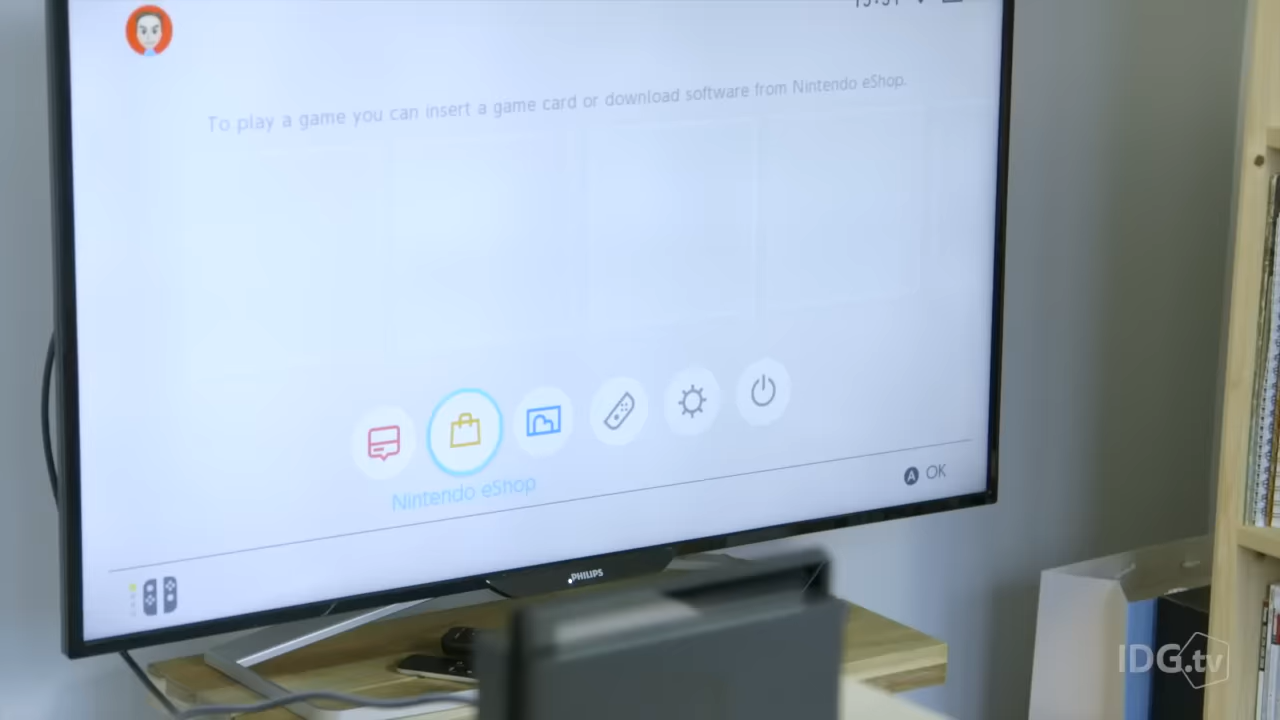 To play a game you can insert a game card or download software from Nintendo eShop.
Nintendo eShop
A OK
PHILIPS
IDG.tv